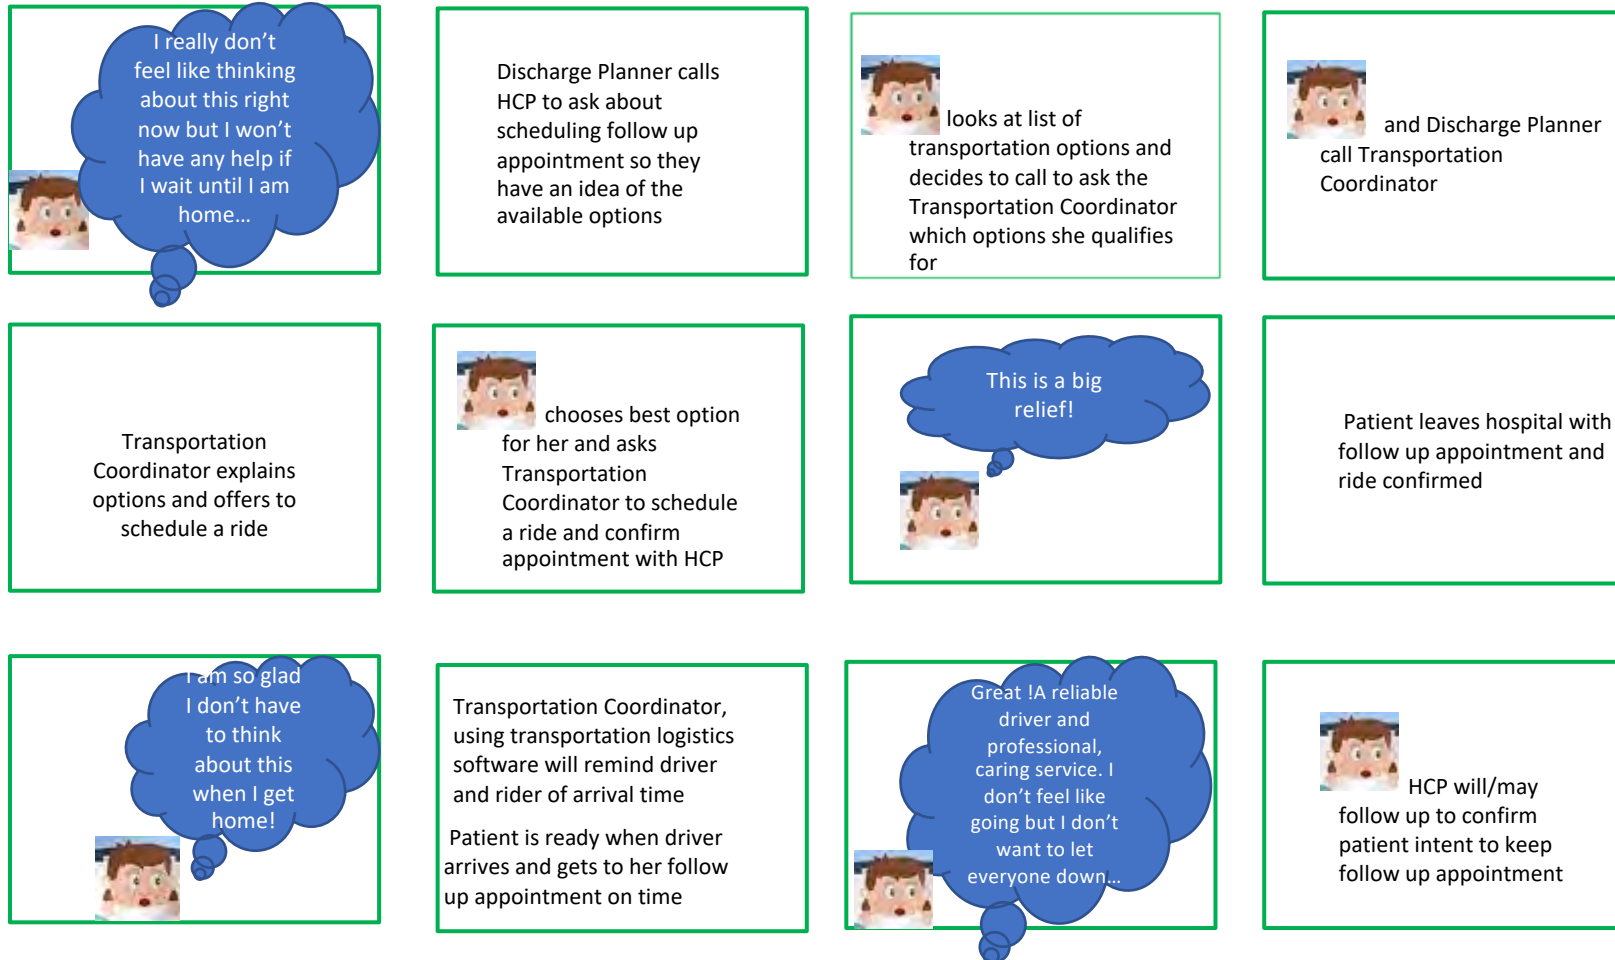 I really don’t
feel like thinking
about this right
now but I won’t
have any help if
I wait until I am
home…
Discharge Planner calls
HCP to ask about
scheduling follow up
appointment so they
have an idea of the
available options
looks at list of
transportation options and
decides to call to ask the
Transportation Coordinator
which options she qualifies
for
and Discharge Planner
call Transportation
Coordinator
Transportation
Coordinator explains
options and offers to
schedule a ride
chooses best option
for her and asks
Transportation
Coordinator to schedule
a ride and confirm
appointment with HCP
This is a big
relief!
Patient leaves hospital with
follow up appointment and
ride confirmed
I am so glad
I don’t have
to think
about this
when I get
home!
Transportation Coordinator,
using transportation logistics
software will remind driver
and rider of arrival time
Patient is ready when driver
arrives and gets to her follow
up appointment on time
Great !A reliable
driver and
professional,
caring service. I
don’t feel like
going but I don’t
want to let
everyone down…
HCP will/may
follow up to confirm
patient intent to keep
follow up appointment